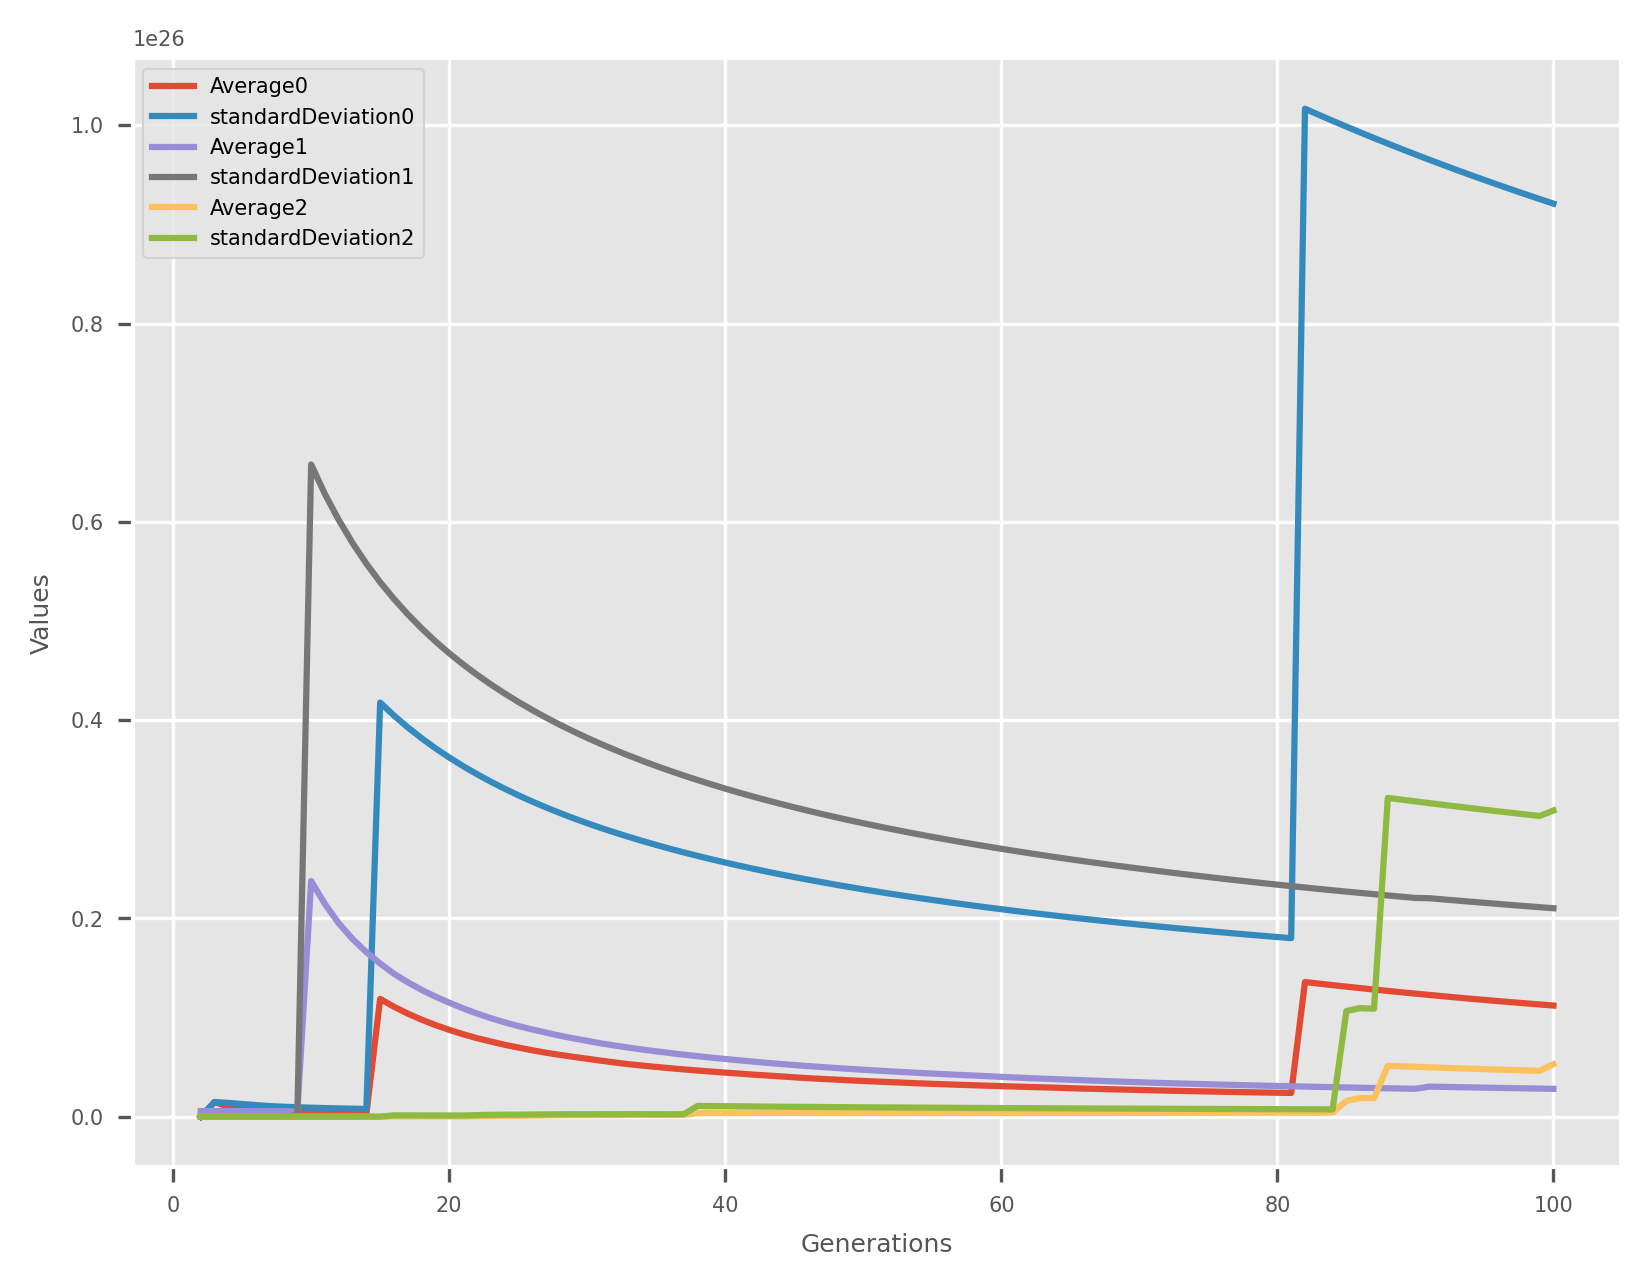 1e26
Average0
standardDeviation0
Average1
standardDeviation1
Average2
standardDeviation2
1.0
0.8
0.6
0.4
0.2
0.0
Values
0 20 40 60 80 100
Generations